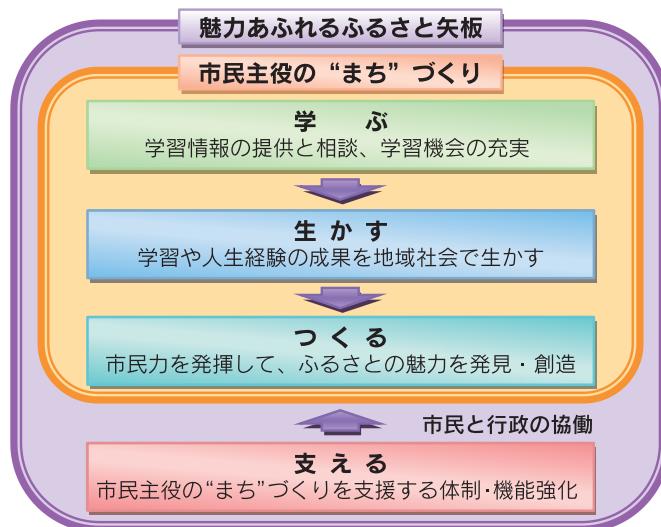 魅力あふれるふるさと矢板
市民主役の“まち”づくり
学ぶ
学習情報の提供と相談、学習機会の充実
生かす
学習や人生経験の成果を地域社会で生かす
つくる
市民力を発揮して、ふるさとの魅力を発見・創造
市民と行政の協働
支える
市民主役の“まち”づくりを支援する体制・機能強化